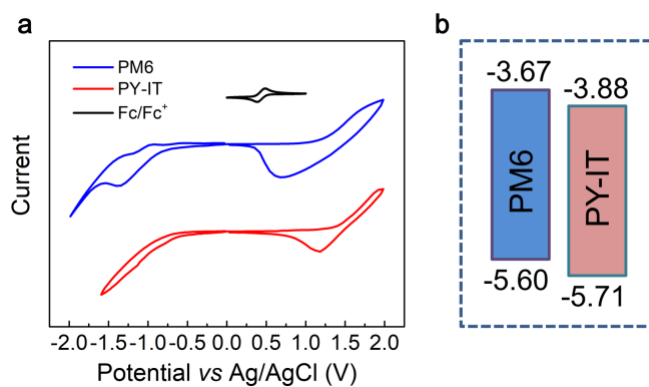 a
PM6
PY-IT
Fc/Fc⁺
Current
-2.0 -1.5 -1.0 -0.5 0.0 0.5 1.0 1.5 2.0
Potential vs Ag/AgCl (V)
b
-3.67
-3.88
PM6
PY-IT
-5.60
-5.71